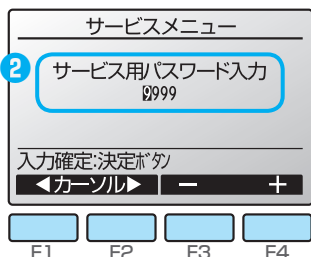 サービスメニュー
2
サービス用パスワード入力
9999
入力確定:決定ボタン
◀カーソル▶ － ＋
F1 F2 F3 F4